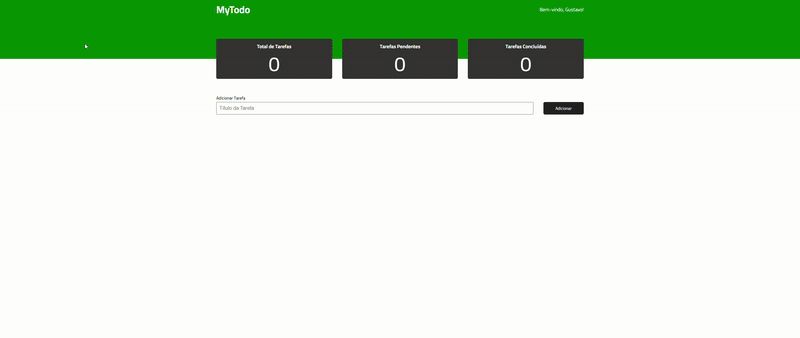 MyTodo
Bem-vindo, Gustavo!
Total de Tarefas
Tarefas Pendentes
Tarefas Concluídas
0
0
0
Adicionar Tarefa
Título da Tarefa
Adicionar